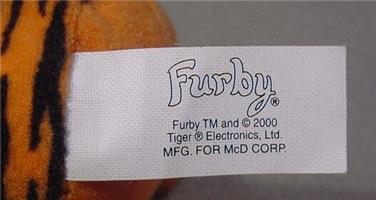 Furby®
Furby TM and © 2000
Tiger ® Electronics, Ltd.
MFG. FOR McD CORP.